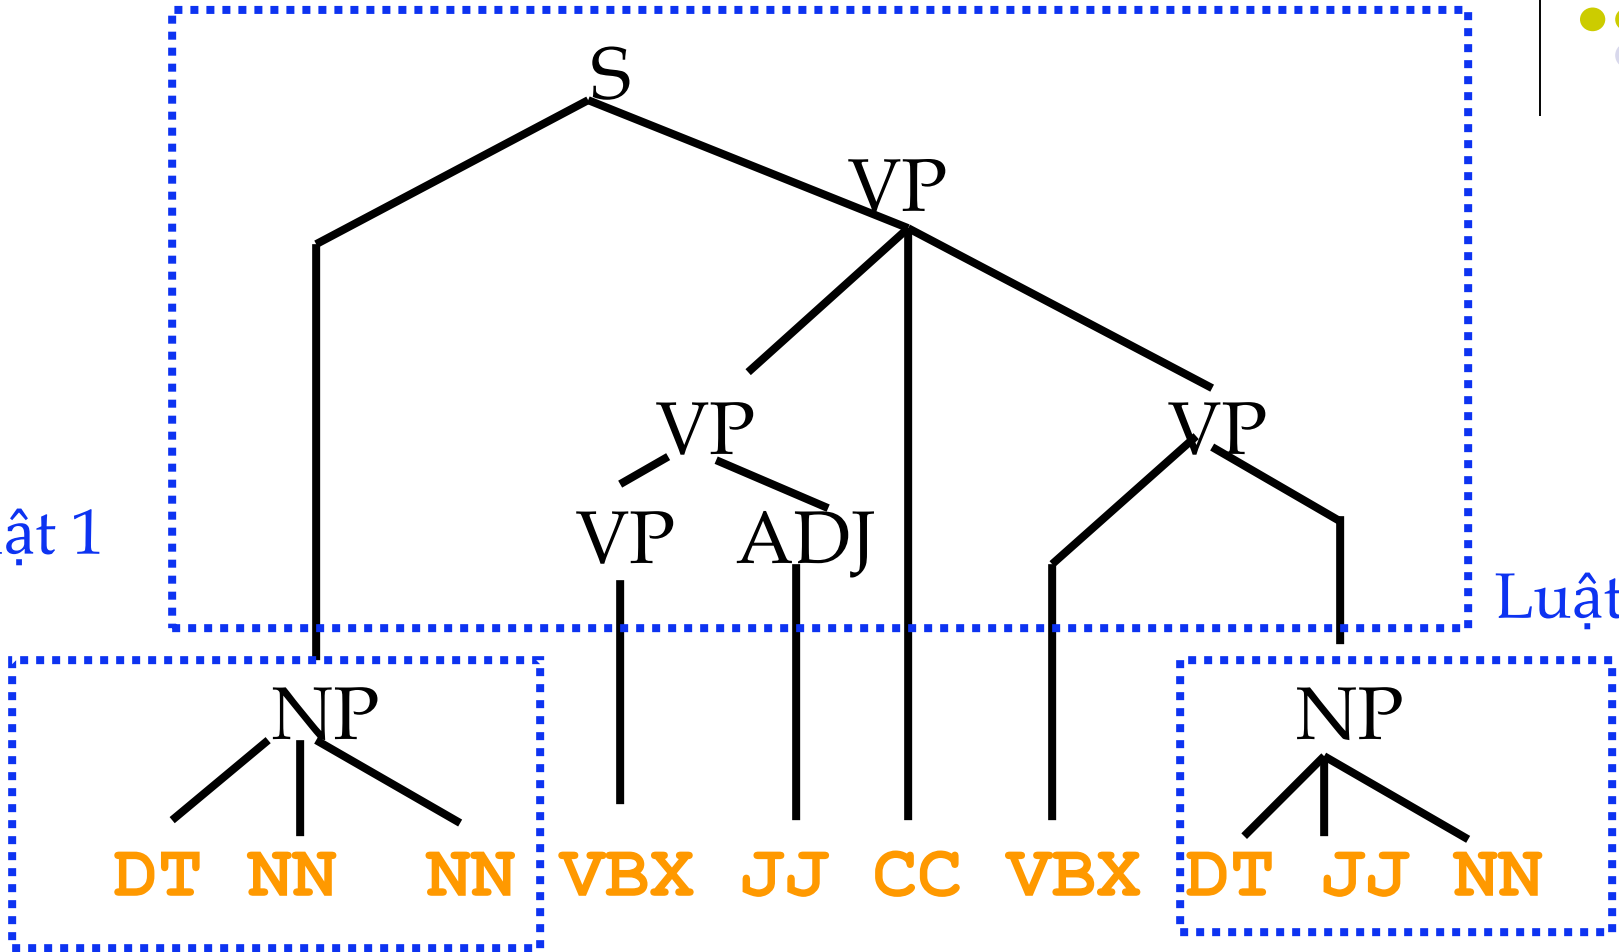 S
VP
VP VP
VP ADJ
ật 1
Luật
NP NP
DT NN NN VBX JJ CC VBX DT JJ NN